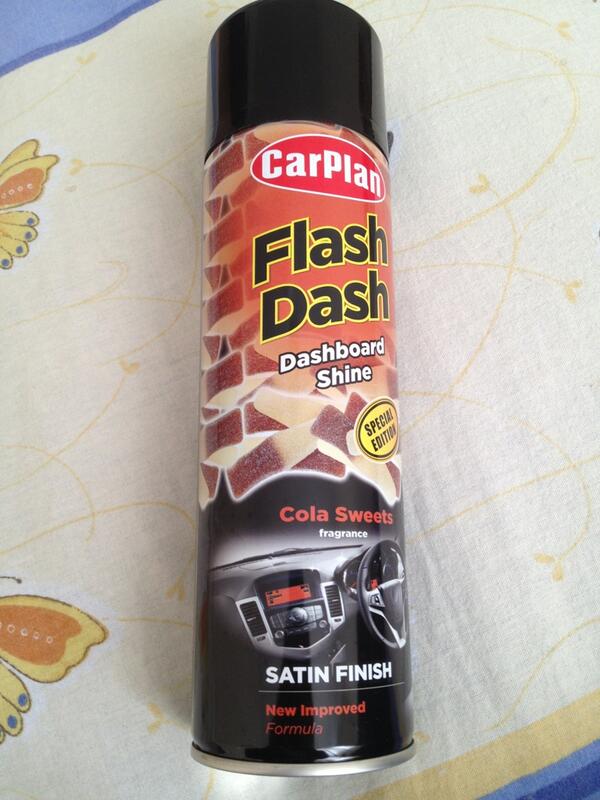 CarPlan
Flash
Dash
Dashboard
Shine
SPECIAL
EDITION
Cola Sweets
fragrance
SATIN FINISH
New Improved
Formula